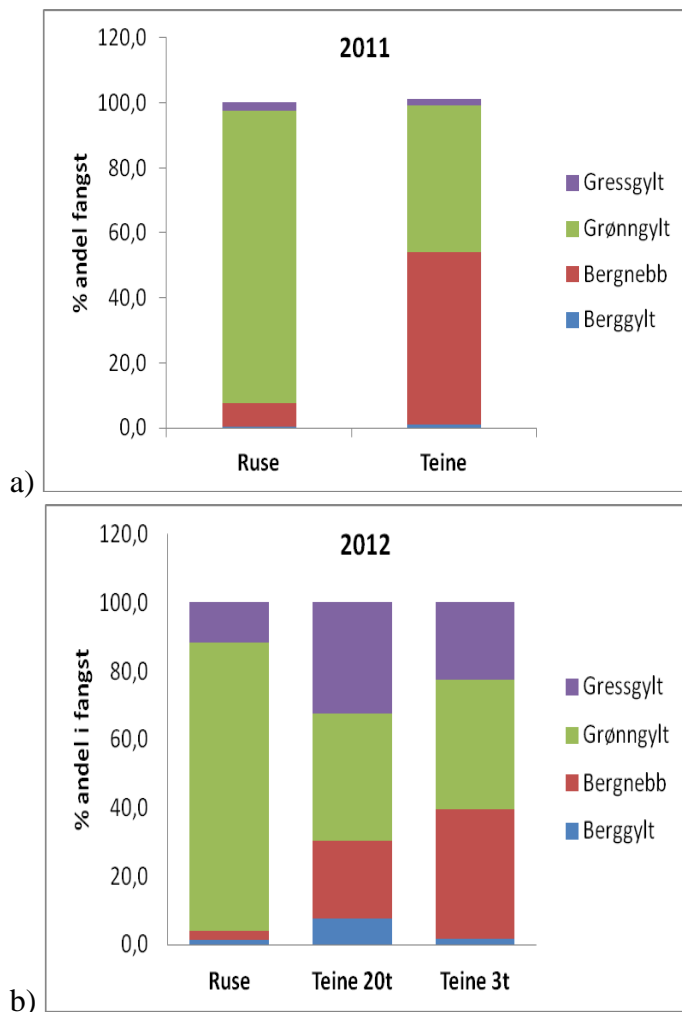 2011
% andel fangst
120,0
100,0
80,0
60,0
40,0
20,0
0,0
Ruse Teine
Gressgylt
Grønngylt
Bergnebb
Berggylt
a)
2012
% andel i fangst
120,0
100,0
80,0
60,0
40,0
20,0
0,0
Ruse Teine 20t Teine 3t
Gressgylt
Grønngylt
Bergnebb
Berggylt
b)